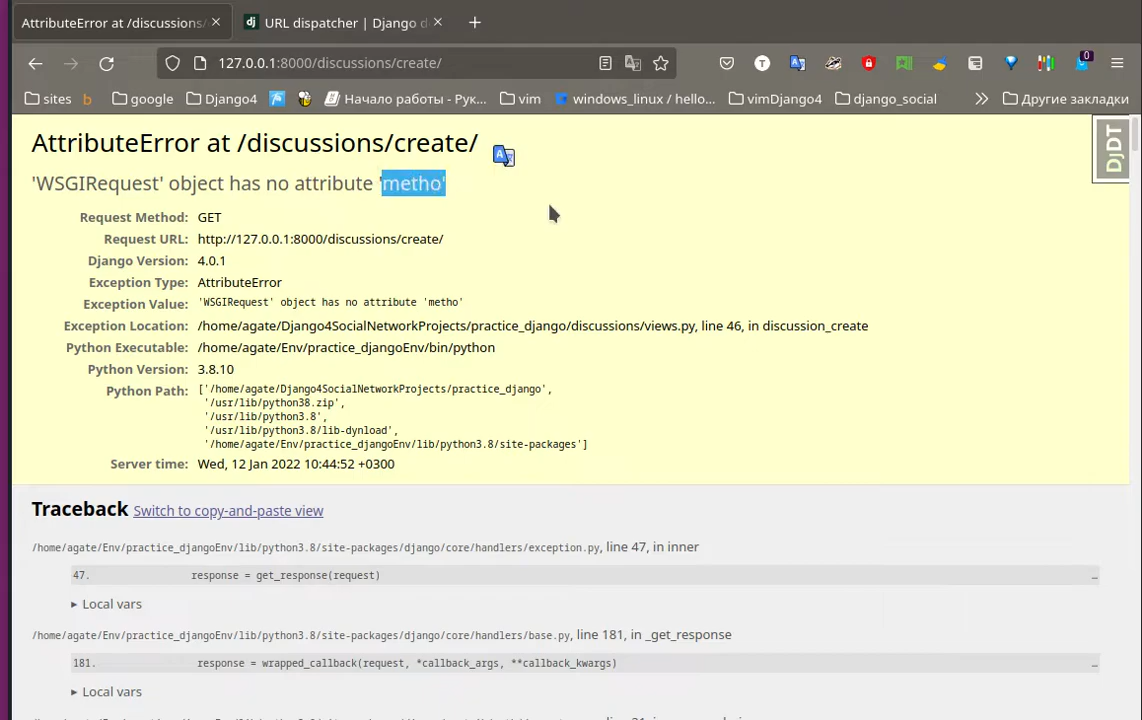 AttributeError at /discussions/
URL dispatcher | Django d
127.0.0.1:8000/discussions/create/
T
0
sites
b
google
Django4
Начало работы - Рук...
vim
windows_linux / hello...
vimDjango4
django_social
Другие закладки
AttributeError at /discussions/create/
DjDT
'WSGIRequest' object has no attribute 'metho'
Request Method: GET
Request URL: http://127.0.0.1:8000/discussions/create/
Django Version: 4.0.1
Exception Type: AttributeError
Exception Value: 'WSGIRequest' object has no attribute 'metho'
Exception Location: /home/agate/Django4SocialNetworkProjects/practice_django/discussions/views.py, line 46, in discussion_create
Python Executable: /home/agate/Env/practice_djangoEnv/bin/python
Python Version: 3.8.10
Python Path: ['/home/agate/Django4SocialNetworkProjects/practice_django',
'/usr/lib/python38.zip',
'/usr/lib/python3.8',
'/usr/lib/python3.8/lib-dynload',
'/home/agate/Env/practice_djangoEnv/lib/python3.8/site-packages']
Server time: Wed, 12 Jan 2022 10:44:52 +0300
Traceback Switch to copy-and-paste view
/home/agate/Env/practice_djangoEnv/lib/python3.8/site-packages/django/core/handlers/exception.py, line 47, in inner
47. response = get_response(request)
Local vars
/home/agate/Env/practice_djangoEnv/lib/python3.8/site-packages/django/core/handlers/base.py, line 181, in _get_response
181. response = wrapped_callback(request, *callback_args, **callback_kwargs)
Local vars